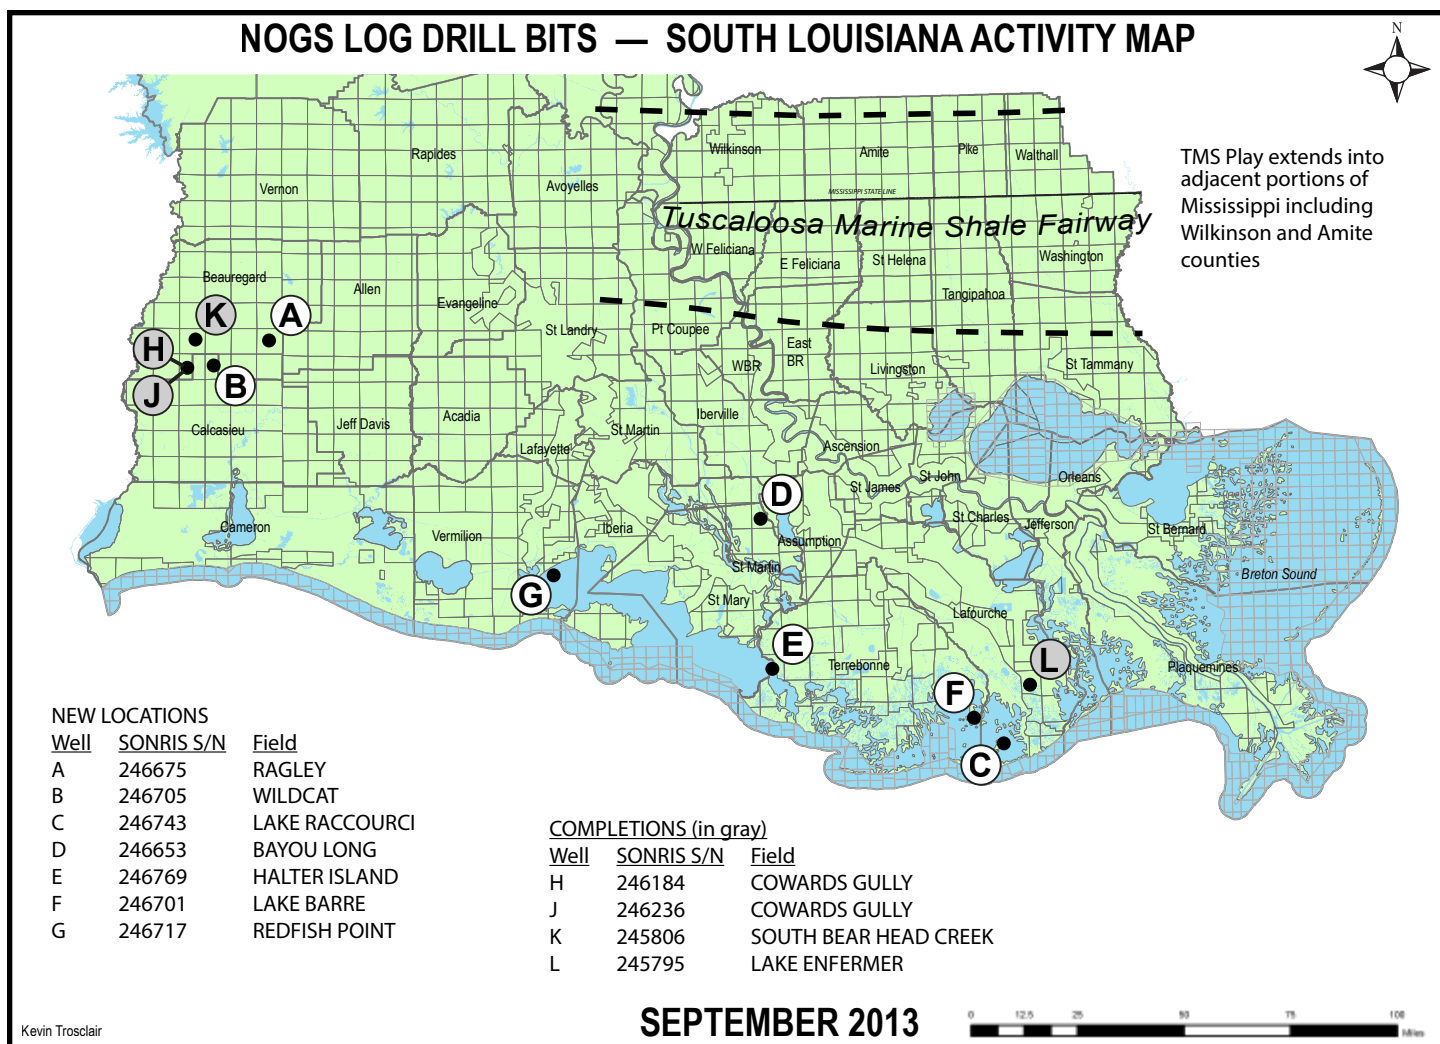 NOGS LOG DRILL BITS — SOUTH LOUISIANA ACTIVITY MAP
N
TMS Play extends into
adjacent portions of
Mississippi including
Wilkinson and Amite
counties
Rapides
Vernon
Avoyelles
Wilkinson
Amite
Pike
Walthall
MISSISSIPPI STATE LINE
Tuscaloosa Marine Shale Fairway
W Feliciana
E Feliciana
St Helena
Washington
Beauregard
Allen
Evangeline
Tangipahoa
St Landry
Pt Coupee
East
BR
WBR
Livingston
St Tammany
K
A
H
B
J
Calcasieu
Jeff Davis
Acadia
Lafayette
St Martin
Iberville
Ascension
St James
St John
Orleans
D
Cameron
Vermilion
Iberia
Assumption
St Charles
Jefferson
St Bernard
St Martin
Breton Sound
G
St Mary
Lafourche
E
L
Terrebonne
Plaquemines
F
C
NEW LOCATIONS
Well SONRIS S/N Field
A 246675 RAGLEY
B 246705 WILDCAT
C 246743 LAKE RACCOURCI
D 246653 BAYOU LONG
E 246769 HALTER ISLAND
F 246701 LAKE BARRE
G 246717 REDFISH POINT
COMPLETIONS (in gray)
Well SONRIS S/N Field
H 246184 COWARDS GULLY
J 246236 COWARDS GULLY
K 245806 SOUTH BEAR HEAD CREEK
L 245795 LAKE ENFERMER
Kevin Trosclair
SEPTEMBER 2013
0 12.5 25 50 75 100
Miles